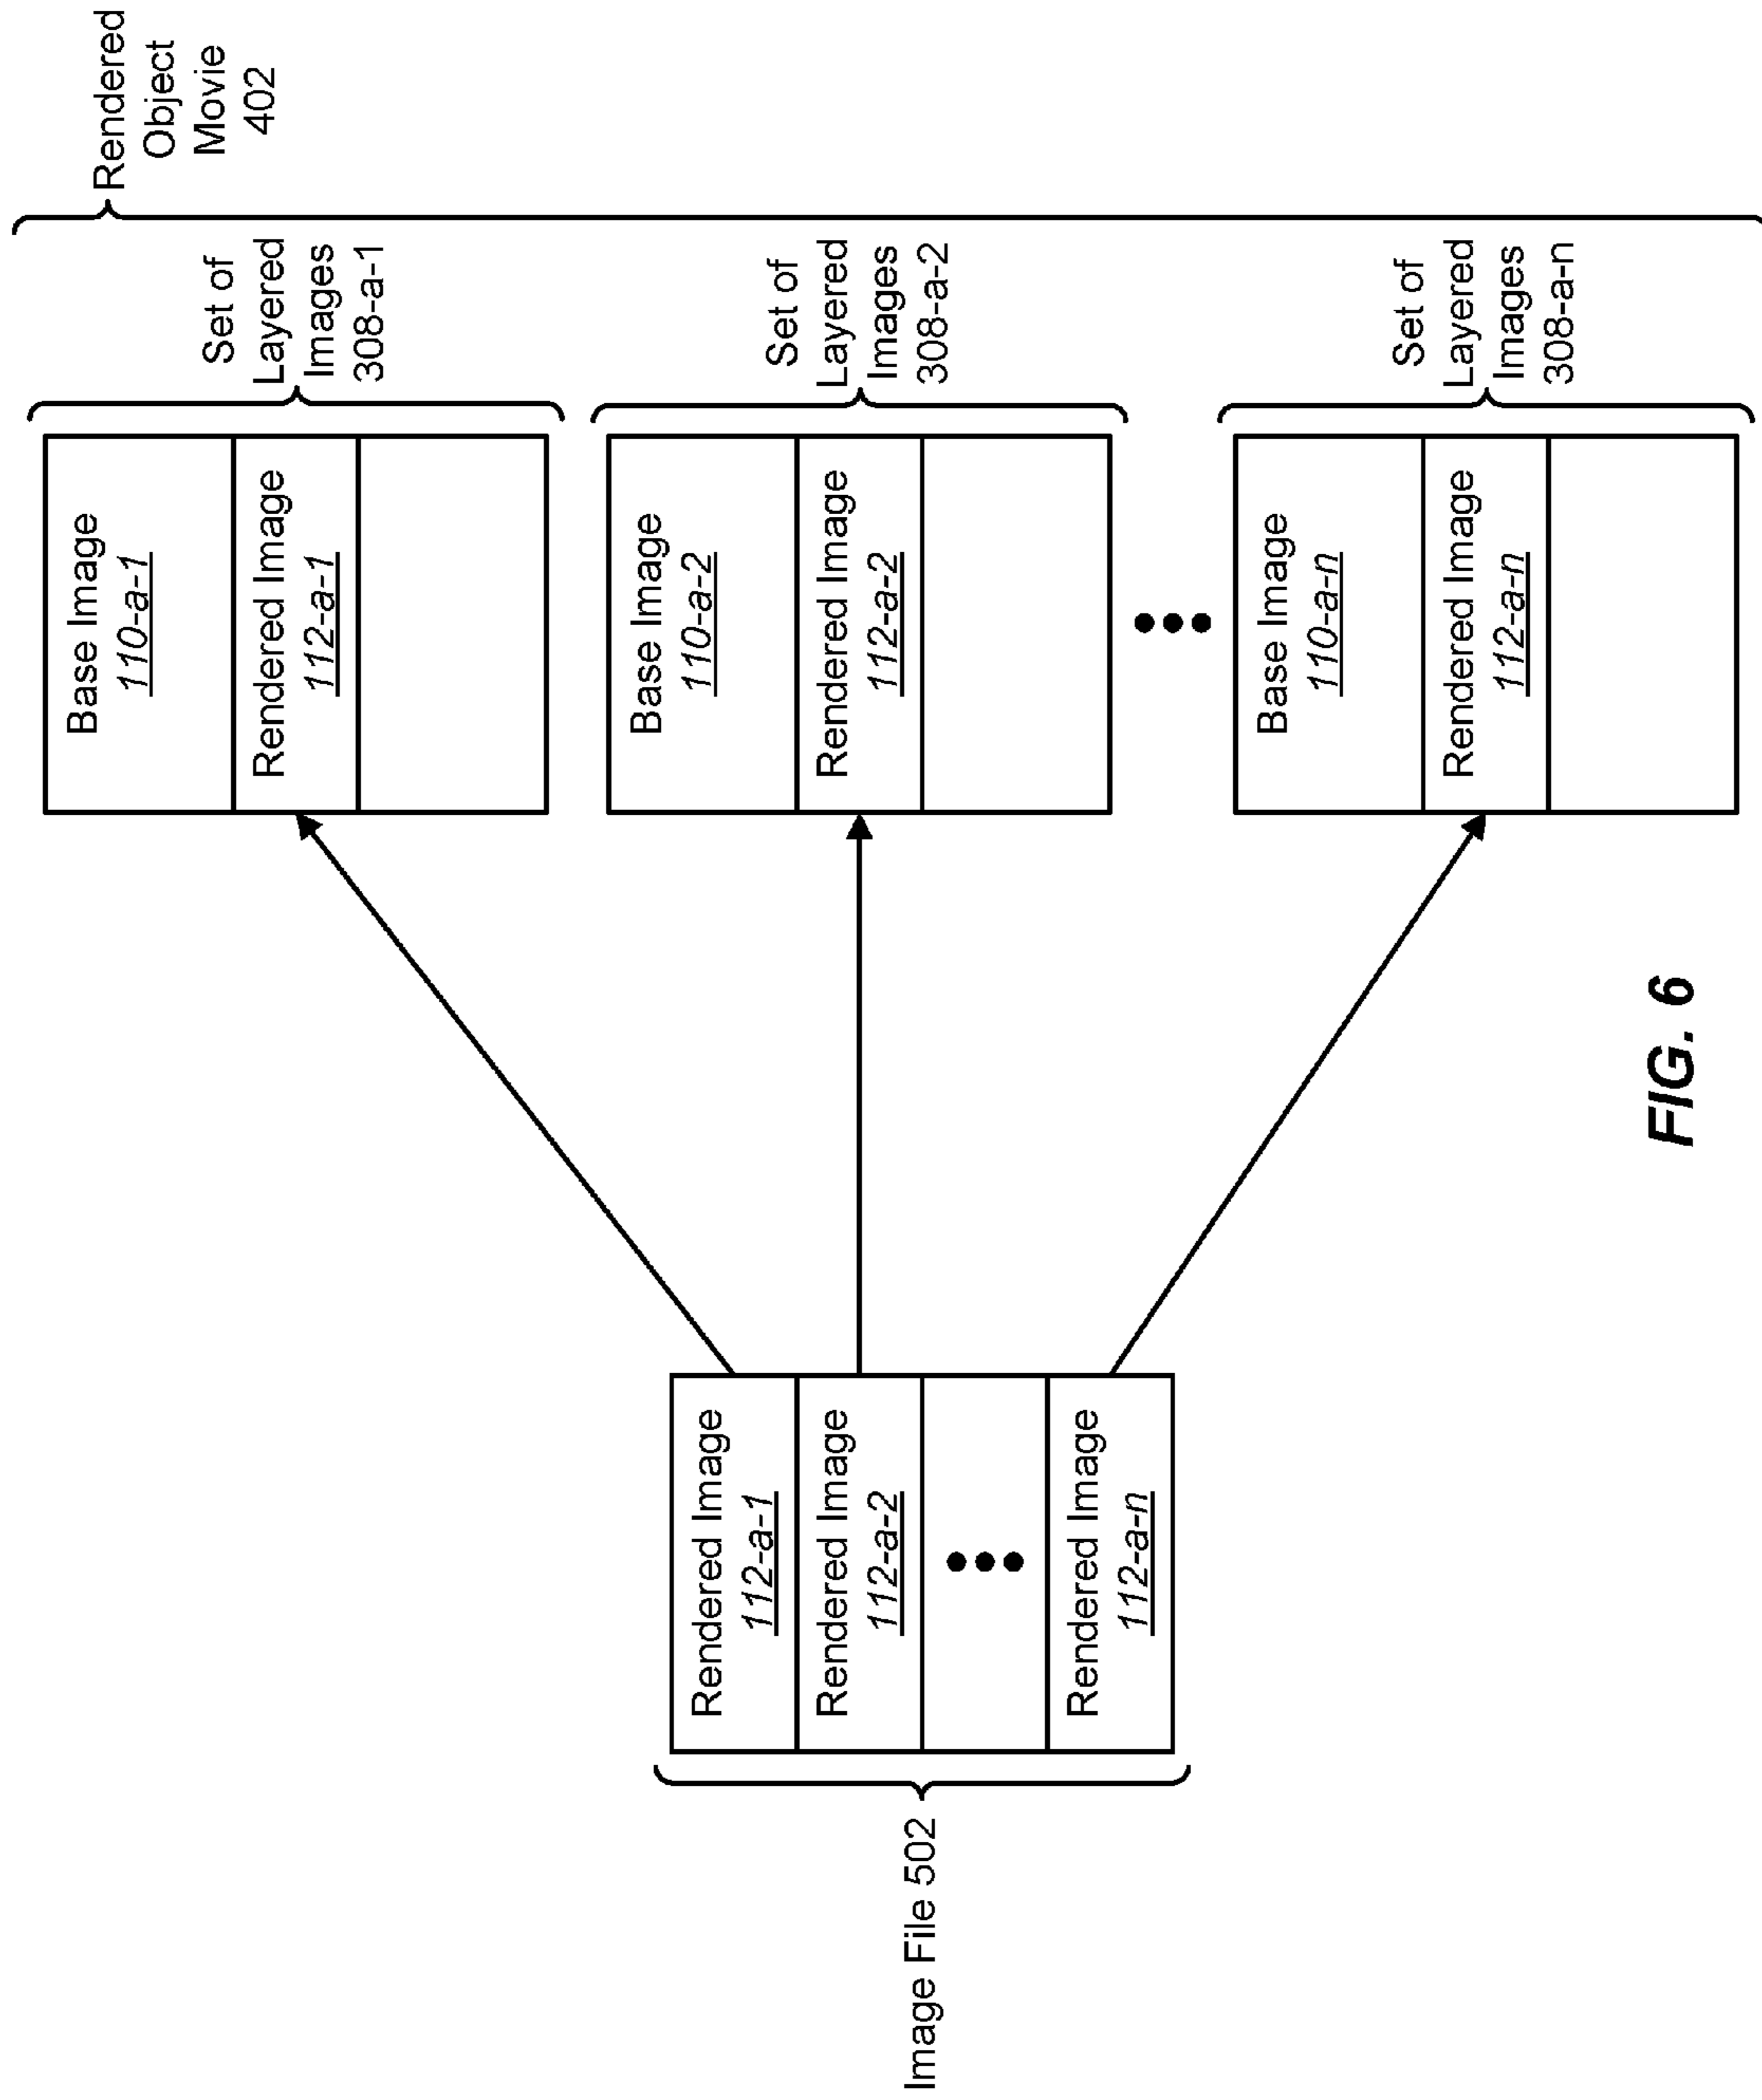 Image File 502
Rendered Image
112-a-1
Rendered Image
112-a-2
Rendered Image
112-a-n
Base Image
110-a-1
Rendered Image
112-a-1
Set of
Layered
Images
308-a-1
Base Image
110-a-2
Rendered Image
112-a-2
Set of
Layered
Images
308-a-2
Base Image
110-a-n
Rendered Image
112-a-n
Set of
Layered
Images
308-a-n
Rendered
Object
Movie
402
FIG. 6